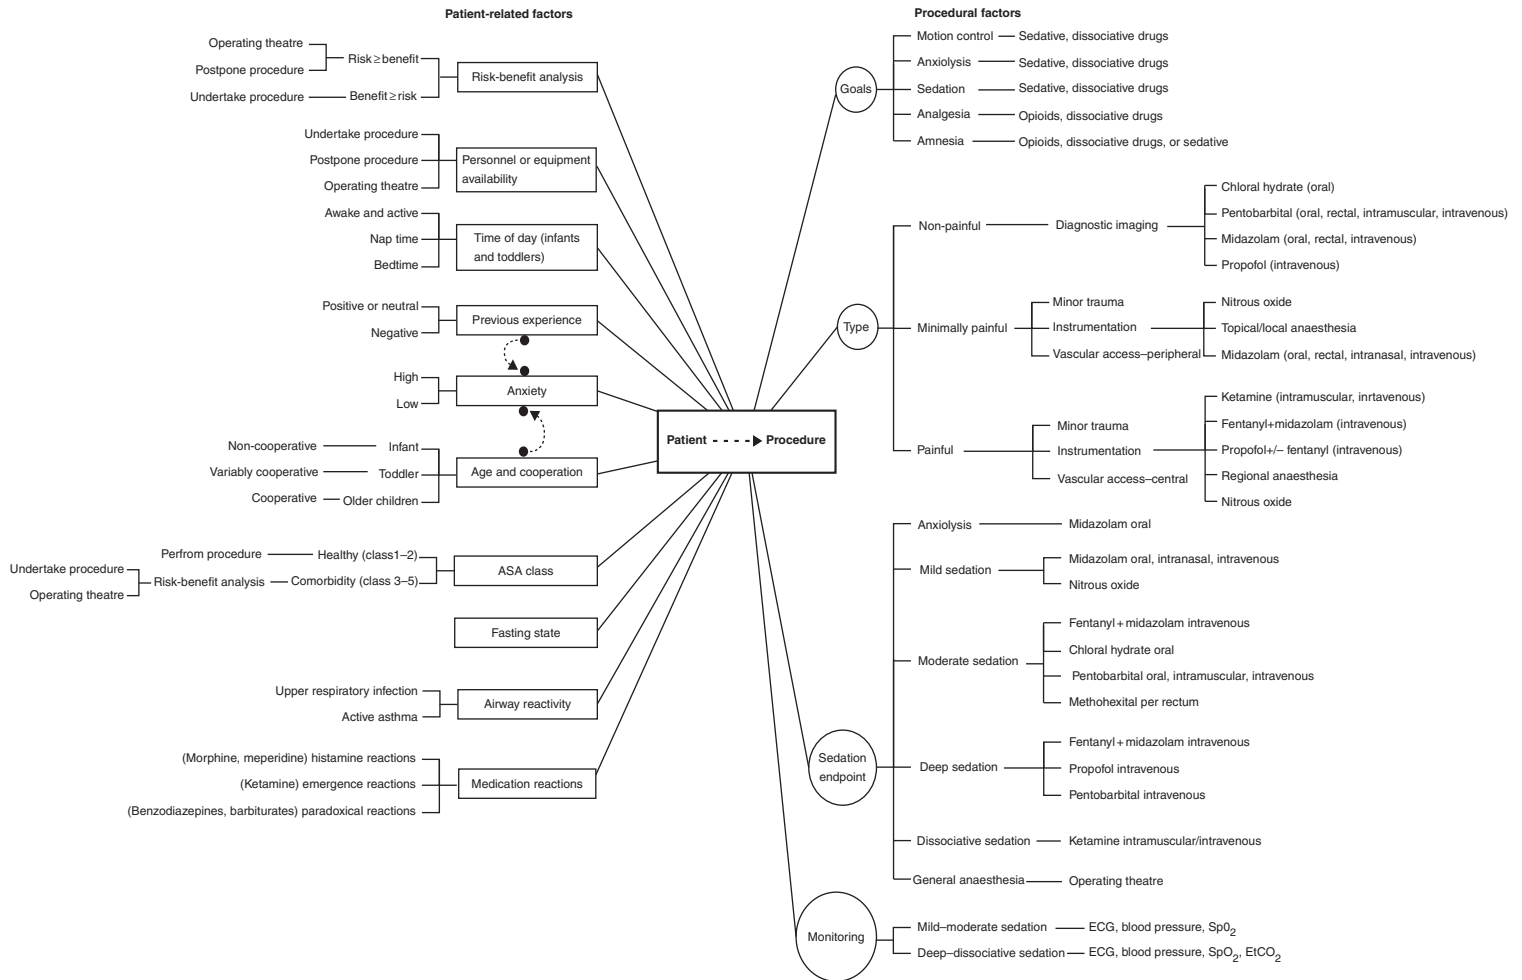 Patient-related factors
Operating theatre
Postpone procedure
Risk≥benefit
Undertake procedure
Benefit≥risk
Risk-benefit analysis
Undertake procedure
Postpone procedure
Operating theatre
Personnel or equipment
availability
Awake and active
Nap time
Bedtime
Time of day (infants
and toddlers)
Positive or neutral
Negative
Previous experience
High
Low
Anxiety
Non-cooperative
Infant
Variably cooperative
Toddler
Cooperative
Older children
Age and cooperation
Perfrom procedure
Healthy (class1–2)
Undertake procedure
Operating theatre
Risk-benefit analysis
Comorbidity (class 3–5)
ASA class
Fasting state
Upper respiratory infection
Active asthma
Airway reactivity
(Morphine, meperidine) histamine reactions
(Ketamine) emergence reactions
(Benzodiazepines, barbiturates) paradoxical reactions
Medication reactions
Patient
Procedure
Procedural factors
Goals
Motion control
Sedative, dissociative drugs
Anxiolysis
Sedative, dissociative drugs
Sedation
Sedative, dissociative drugs
Analgesia
Opioids, dissociative drugs
Amnesia
Opioids, dissociative drugs, or sedative
Type
Non-painful
Diagnostic imaging
Chloral hydrate (oral)
Pentobarbital (oral, rectal, intramuscular, intravenous)
Midazolam (oral, rectal, intravenous)
Propofol (intravenous)
Minimally painful
Minor trauma
Instrumentation
Vascular access–peripheral
Nitrous oxide
Topical/local anaesthesia
Midazolam (oral, rectal, intranasal, intravenous)
Painful
Minor trauma
Instrumentation
Vascular access–central
Ketamine (intramuscular, inrtavenous)
Fentanyl+midazolam (intravenous)
Propofol+/– fentanyl (intravenous)
Regional anaesthesia
Nitrous oxide
Sedation
endpoint
Anxiolysis
Midazolam oral
Mild sedation
Midazolam oral, intranasal, intravenous
Nitrous oxide
Moderate sedation
Fentanyl+midazolam intravenous
Chloral hydrate oral
Pentobarbital oral, intramuscular, intravenous
Methohexital per rectum
Deep sedation
Fentanyl+midazolam intravenous
Propofol intravenous
Pentobarbital intravenous
Dissociative sedation
Ketamine intramuscular/intravenous
General anaesthesia
Operating theatre
Monitoring
Mild–moderate sedation
ECG, blood pressure, Sp0₂
Deep–dissociative sedation
ECG, blood pressure, SpO₂, EtCO₂